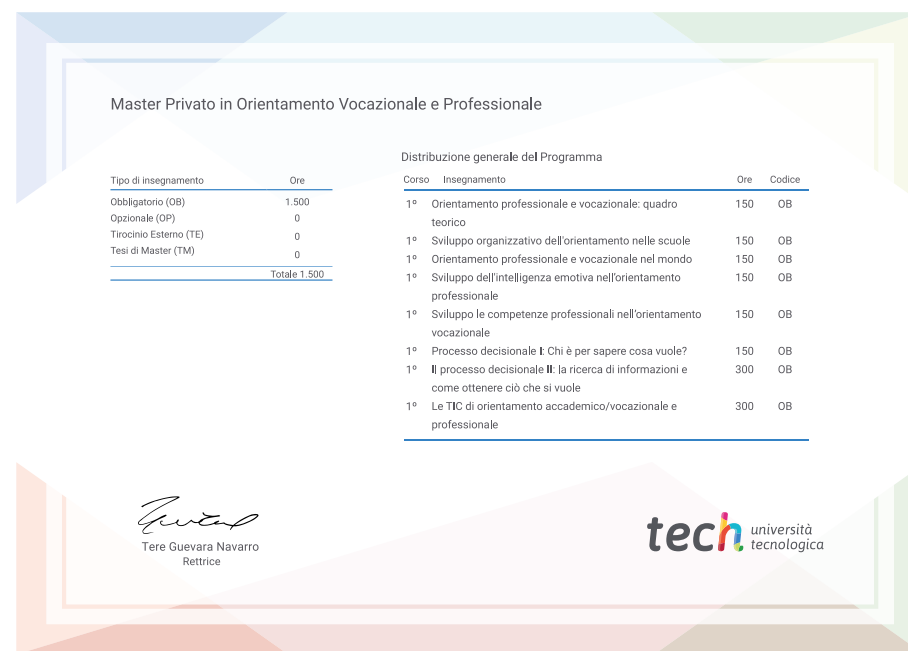 Master Privato in Orientamento Vocazionale e Professionale
Tipo di insegnamento Ore
Obbligatorio (OB) 1.500
Opzionale (OP) 0
Tirocinio Esterno (TE) 0
Tesi di Master (TM) 0
Totale 1.500
Distribuzione generale del Programma
Corso Insegnamento Ore Codice
1º Orientamento professionale e vocazionale: quadro 150 OB
teorico
1º Sviluppo organizzativo dell'orientamento nelle scuole 150 OB
1º Orientamento professionale e vocazionale nel mondo 150 OB
1º Sviluppo dell'intelligenza emotiva nell'orientamento 150 OB
professionale
1º Sviluppo le competenze professionali nell'orientamento 150 OB
vocazionale
1º Processo decisionale I: Chi è per sapere cosa vuole? 150 OB
1º Il processo decisionale II: la ricerca di informazioni e 300 OB
come ottenere ciò che si vuole
1º Le TIC di orientamento accademico/vocazionale e 300 OB
professionale
Tere Guevara Navarro
Rettrice
tech università
tecnologica